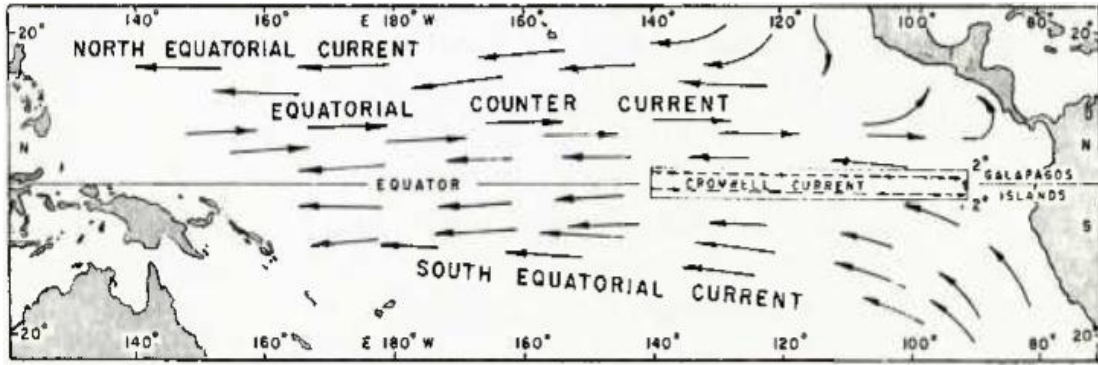 140° 160° E 180° W 160° 140° 120° 100° 80°
20° 20°
NORTH EQUATORIAL CURRENT
EQUATORIAL COUNTER CURRENT
0
N N
2°
EQUATOR CROMWELL CURRENT GALAPAGOS
2° ISLANDS
S S
SOUTH EQUATORIAL CURRENT
20° 20°
140° 160° E 180° W 160° 140° 120° 100° 80°